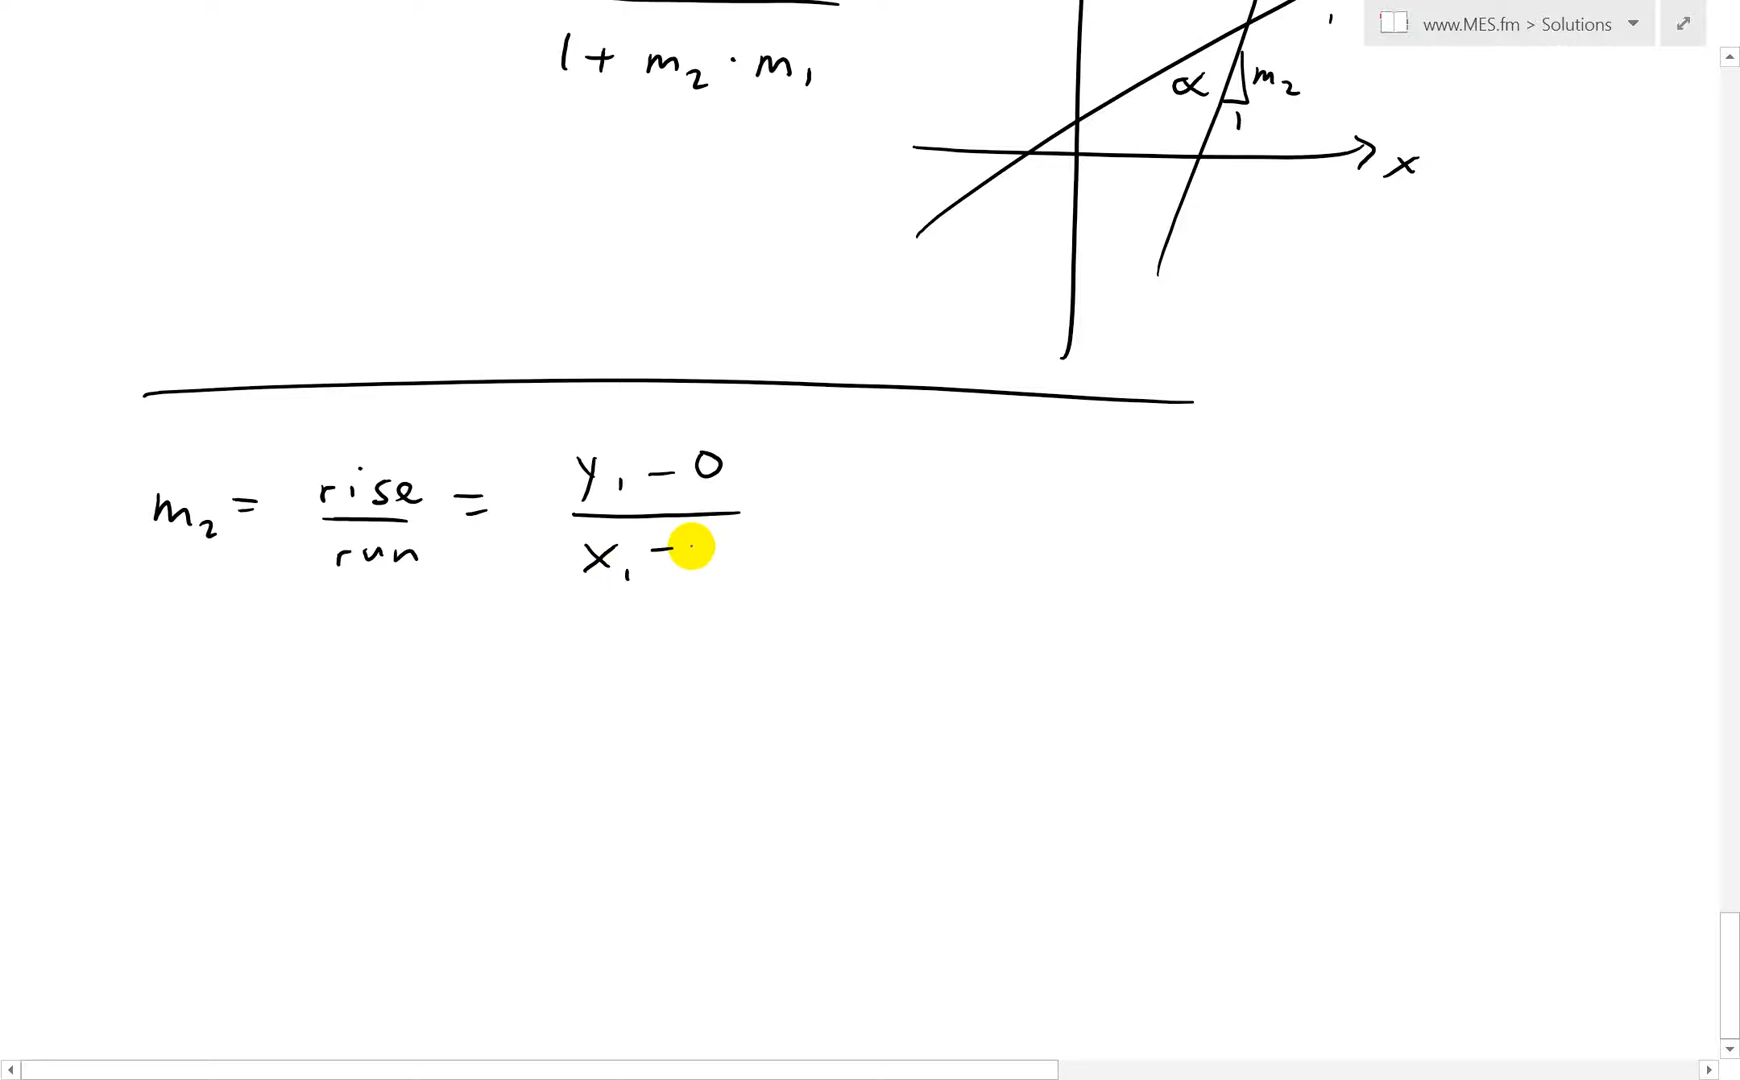 www.MES.fm > Solutions
1 + m₂ · m₁
α m₂
1
x
m₂ = rise/run = y₁ - 0 / x₁ -